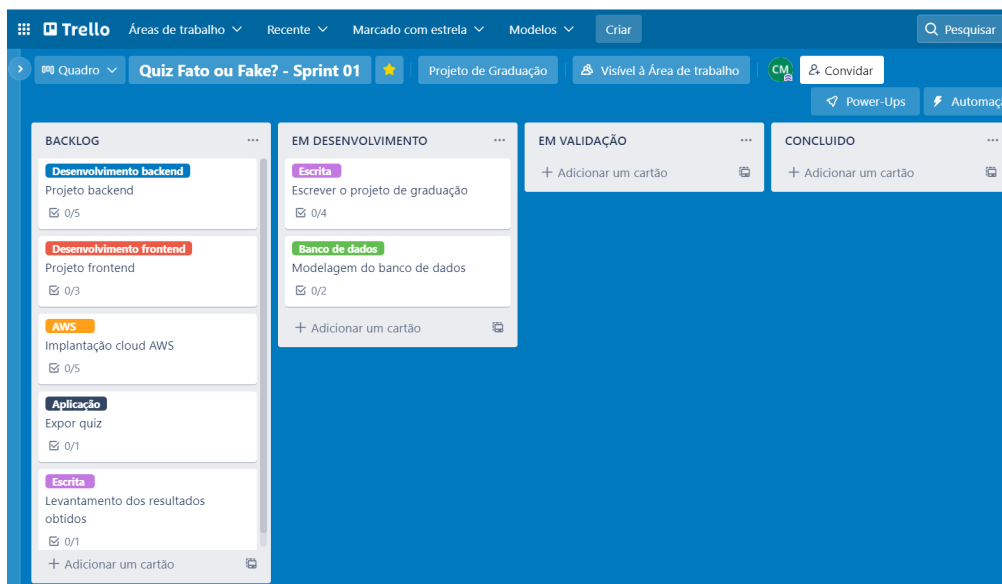 Trello Áreas de trabalho Recente Marcado com estrela Modelos Criar Pesquisar
Quadro Quiz Fato ou Fake? - Sprint 01 Projeto de Graduação Visível à Área de trabalho CM Convidar
Power-Ups
BACKLOG
Desenvolvimento backend
Projeto backend
0/5
Desenvolvimento frontend
Projeto frontend
0/3
AWS
Implantação cloud AWS
0/5
Aplicação
Expor quiz
0/1
Escrita
Levantamento dos resultados
obtidos
0/1
+ Adicionar um cartão
EM DESENVOLVIMENTO
Escrita
Escrever o projeto de graduação
0/4
Banco de dados
Modelagem do banco de dados
0/2
+ Adicionar um cartão
EM VALIDAÇÃO
+ Adicionar um cartão
CONCLUIDO
+ Adicionar um cartão